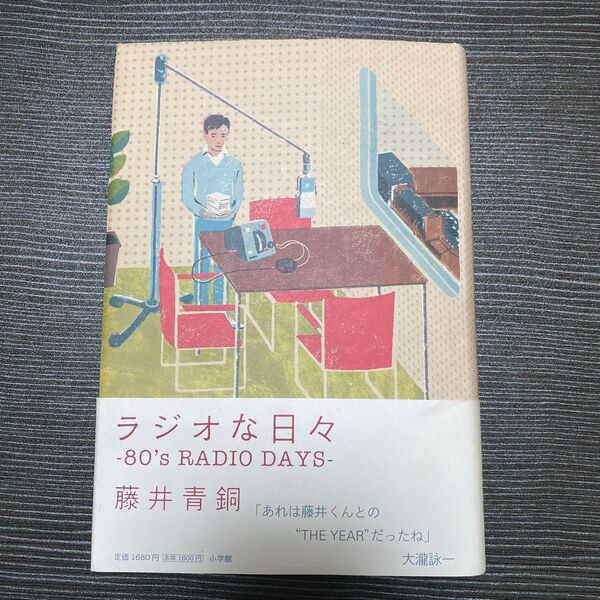 ラジオな日々
-80's RADIO DAYS-
藤井青銅
「あれは藤井くんとの
"THE YEAR"だったね」
大瀧詠一
定価1680円 本体1600円 小学館